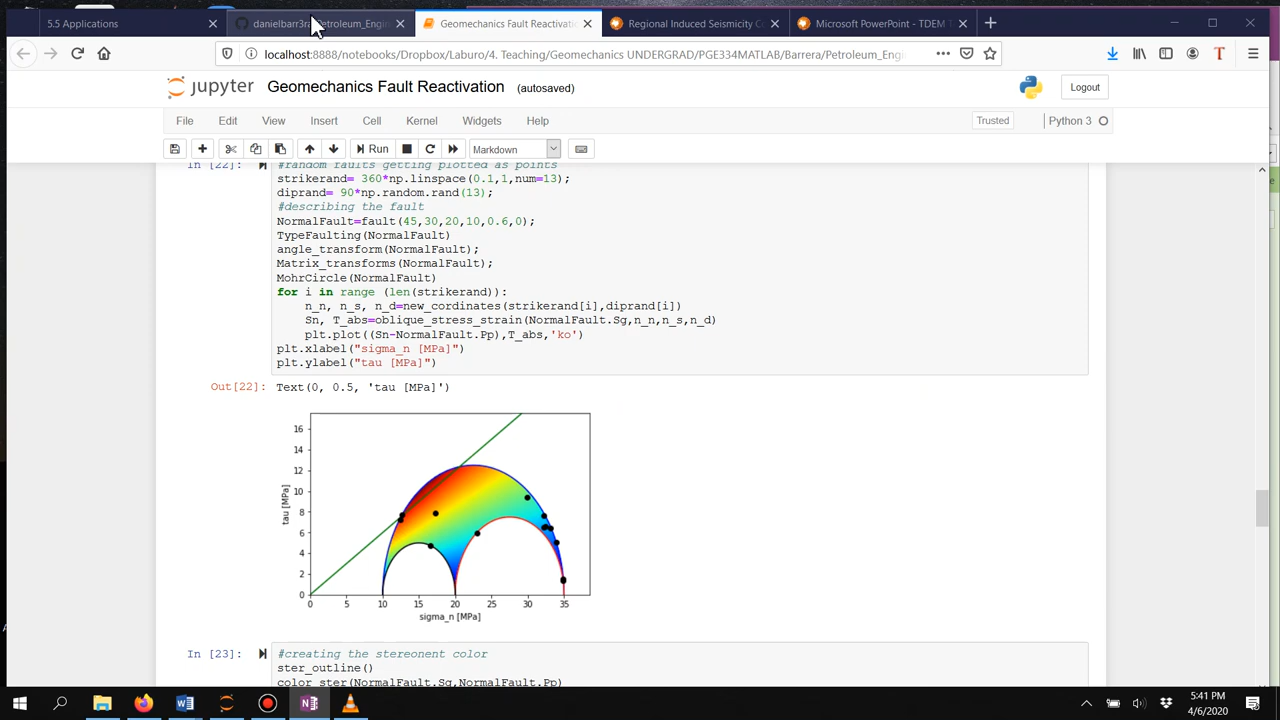 5.5 Applications
danielbarr3ra/Petroleum_Engin
Geomechanics Fault Reactivatio
Regional Induced Seismicity Co
Microsoft PowerPoint - TDEM T
localhost:8888/notebooks/Dropbox/Laburo/4. Teaching/Geomechanics UNDERGRAD/PGE334MATLAB/Barrera/Petroleum_Eng
jupyter Geomechanics Fault Reactivation (autosaved)
Logout
File Edit View Insert Cell Kernel Widgets Help
Trusted Python 3
Run Markdown
In [22]: #random faults getting plotted as points
strikerand= 360*np.linspace(0.1,1,num=13);
diprand= 90*np.random.rand(13);
#describing the fault
NormalFault=fault(45,30,20,10,0.6,0);
TypeFaulting(NormalFault)
angle_transform(NormalFault);
Matrix_transforms(NormalFault);
MohrCircle(NormalFault)
for i in range (len(strikerand)):
n_n, n_s, n_d=new_cordinates(strikerand[i],diprand[i])
Sn, T_abs=oblique_stress_strain(NormalFault.Sg,n_n,n_s,n_d)
plt.plot((Sn-NormalFault.Pp),T_abs,'ko')
plt.xlabel("sigma_n [MPa]")
plt.ylabel("tau [MPa]")
Out[22]: Text(0, 0.5, 'tau [MPa]')
16
14
12
10
8
6
4
2
0
tau [MPa]
0 5 10 15 20 25 30 35
sigma_n [MPa]
In [23]: #creating the stereonent color
ster_outline()
color_ster(NormalFault.Sg,NormalFault.Pp)
5:41 PM
4/6/2020